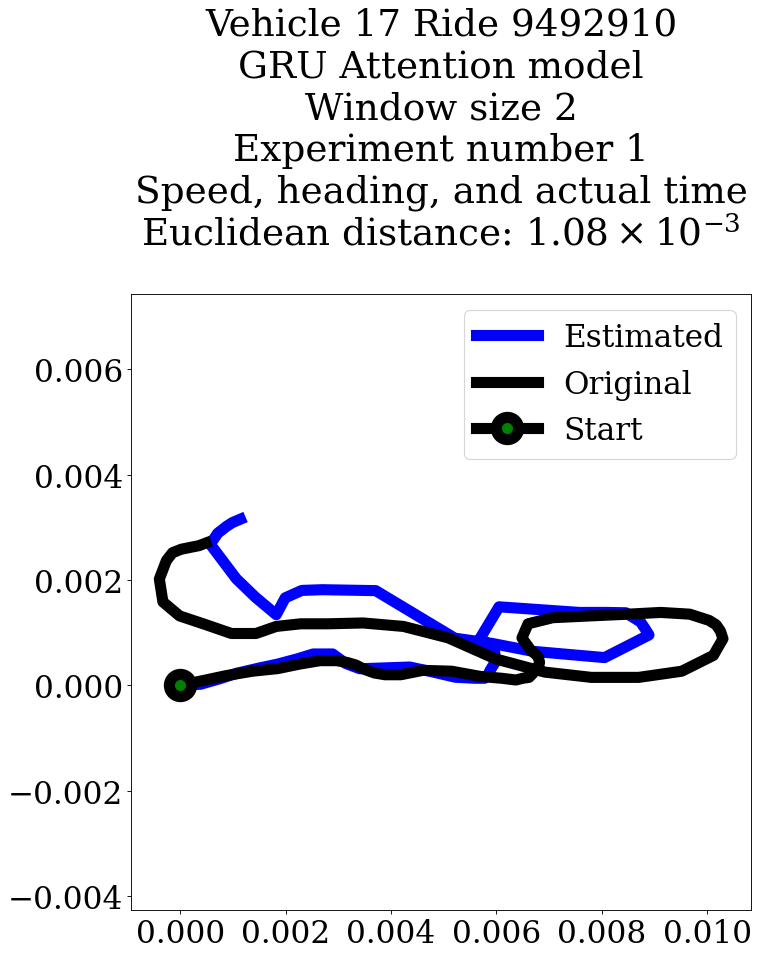 Vehicle 17 Ride 9492910
GRU Attention model
Window size 2
Experiment number 1
Speed, heading, and actual time
Euclidean distance: 1.08 × 10⁻³
Estimated
Original
Start
0.006
0.004
0.002
0.000
−0.002
−0.004
0.000 0.002 0.004 0.006 0.008 0.010